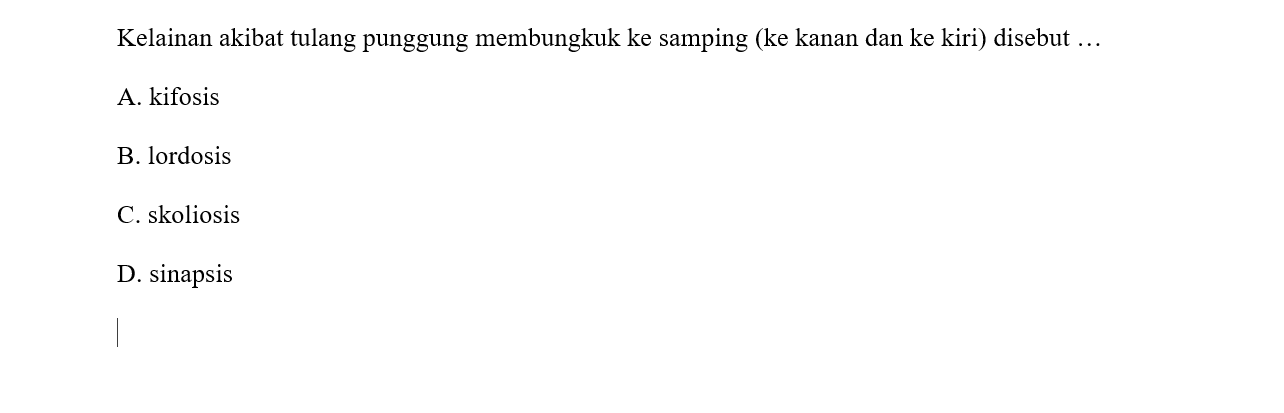 Kelainan akibat tulang punggung membungkuk ke samping (ke kanan dan ke kiri) disebut …
A. kifosis
B. lordosis
C. skoliosis
D. sinapsis